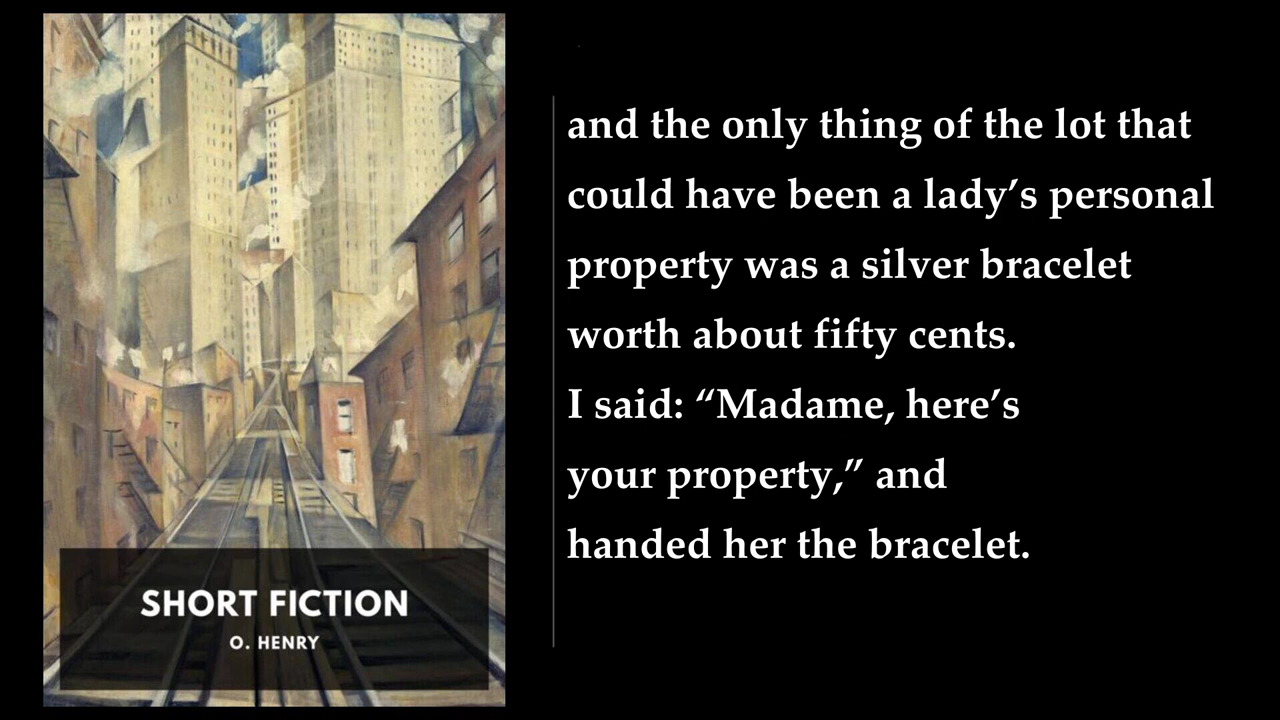 SHORT FICTION
O. HENRY
and the only thing of the lot that
could have been a lady’s personal
property was a silver bracelet
worth about fifty cents.
I said: “Madame, here’s
your property,” and
handed her the bracelet.